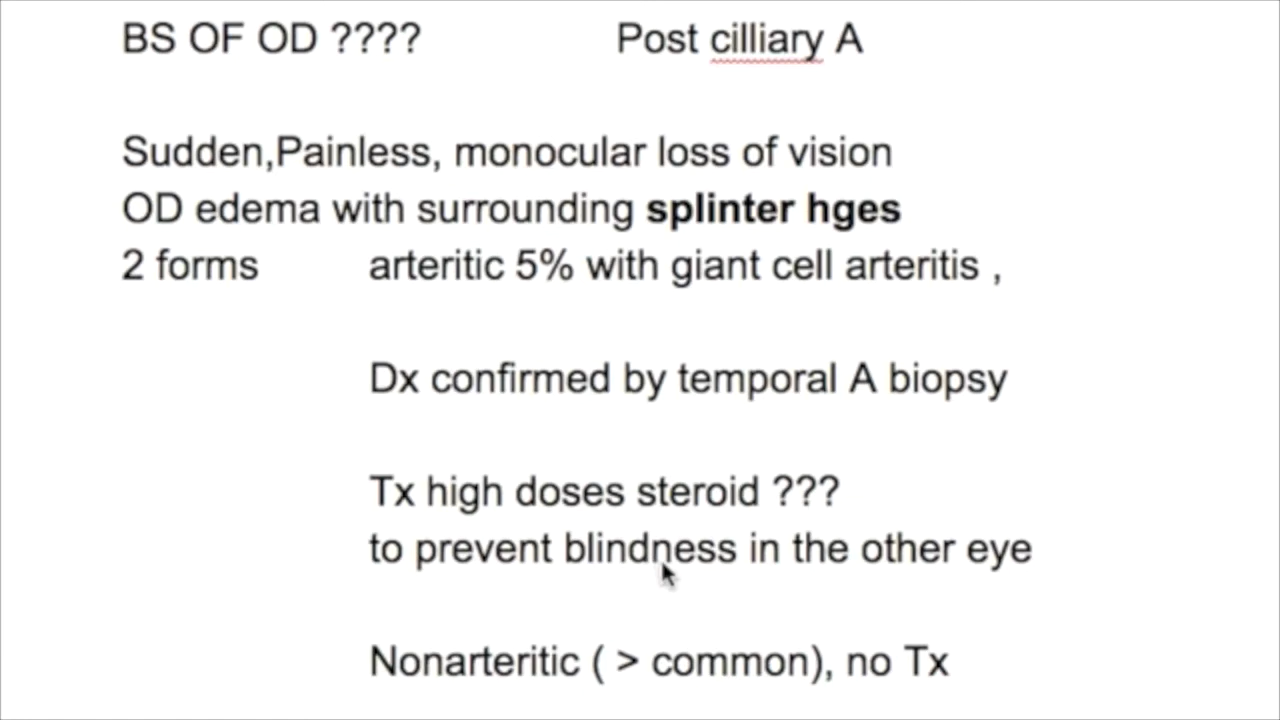 BS OF OD ???? Post cilliary A
Sudden,Painless, monocular loss of vision
OD edema with surrounding splinter hges
2 forms arteritic 5% with giant cell arteritis ,
Dx confirmed by temporal A biopsy
Tx high doses steroid ???
to prevent blindness in the other eye
Nonarteritic ( > common), no Tx